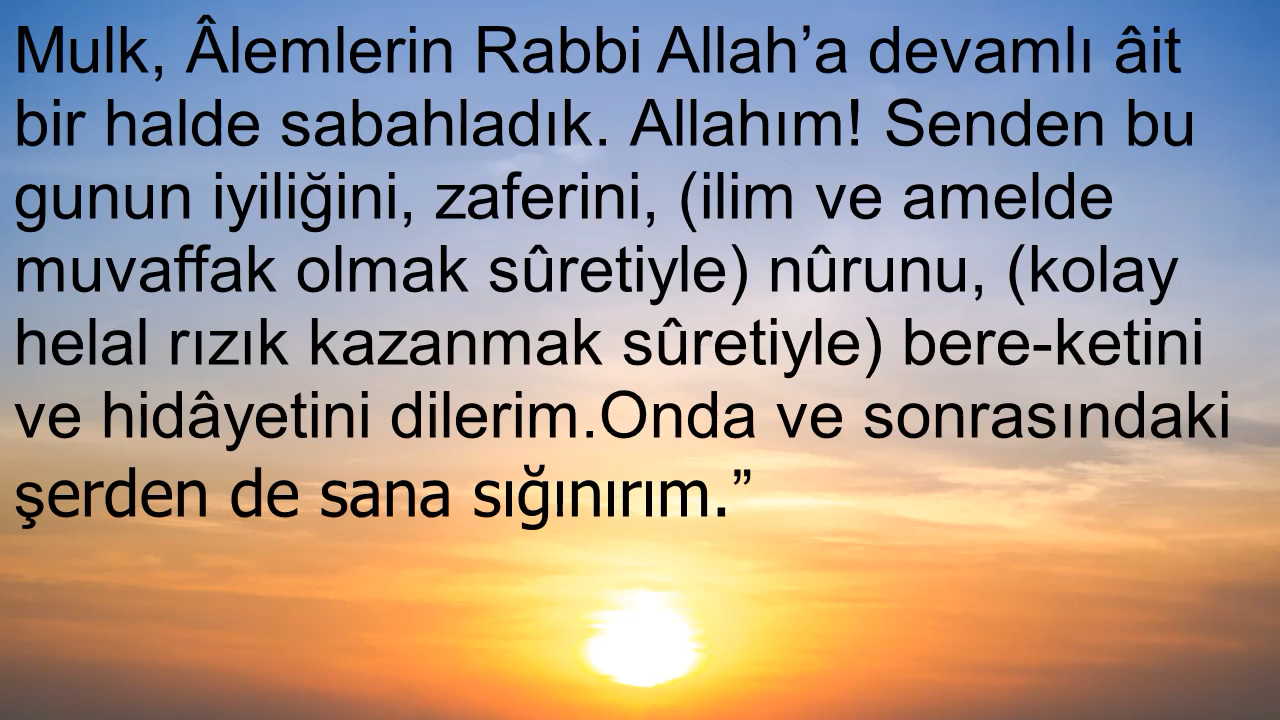 Mulk, Âlemlerin Rabbi Allah’a devamlı âit
bir halde sabahladık. Allahım! Senden bu
gunun iyiliğini, zaferini, (ilim ve amelde
muvaffak olmak sûretiyle) nûrunu, (kolay
helal rızık kazanmak sûretiyle) bere-ketini
ve hidâyetini dilerim.Onda ve sonrasındaki
şerden de sana sığınırım.”